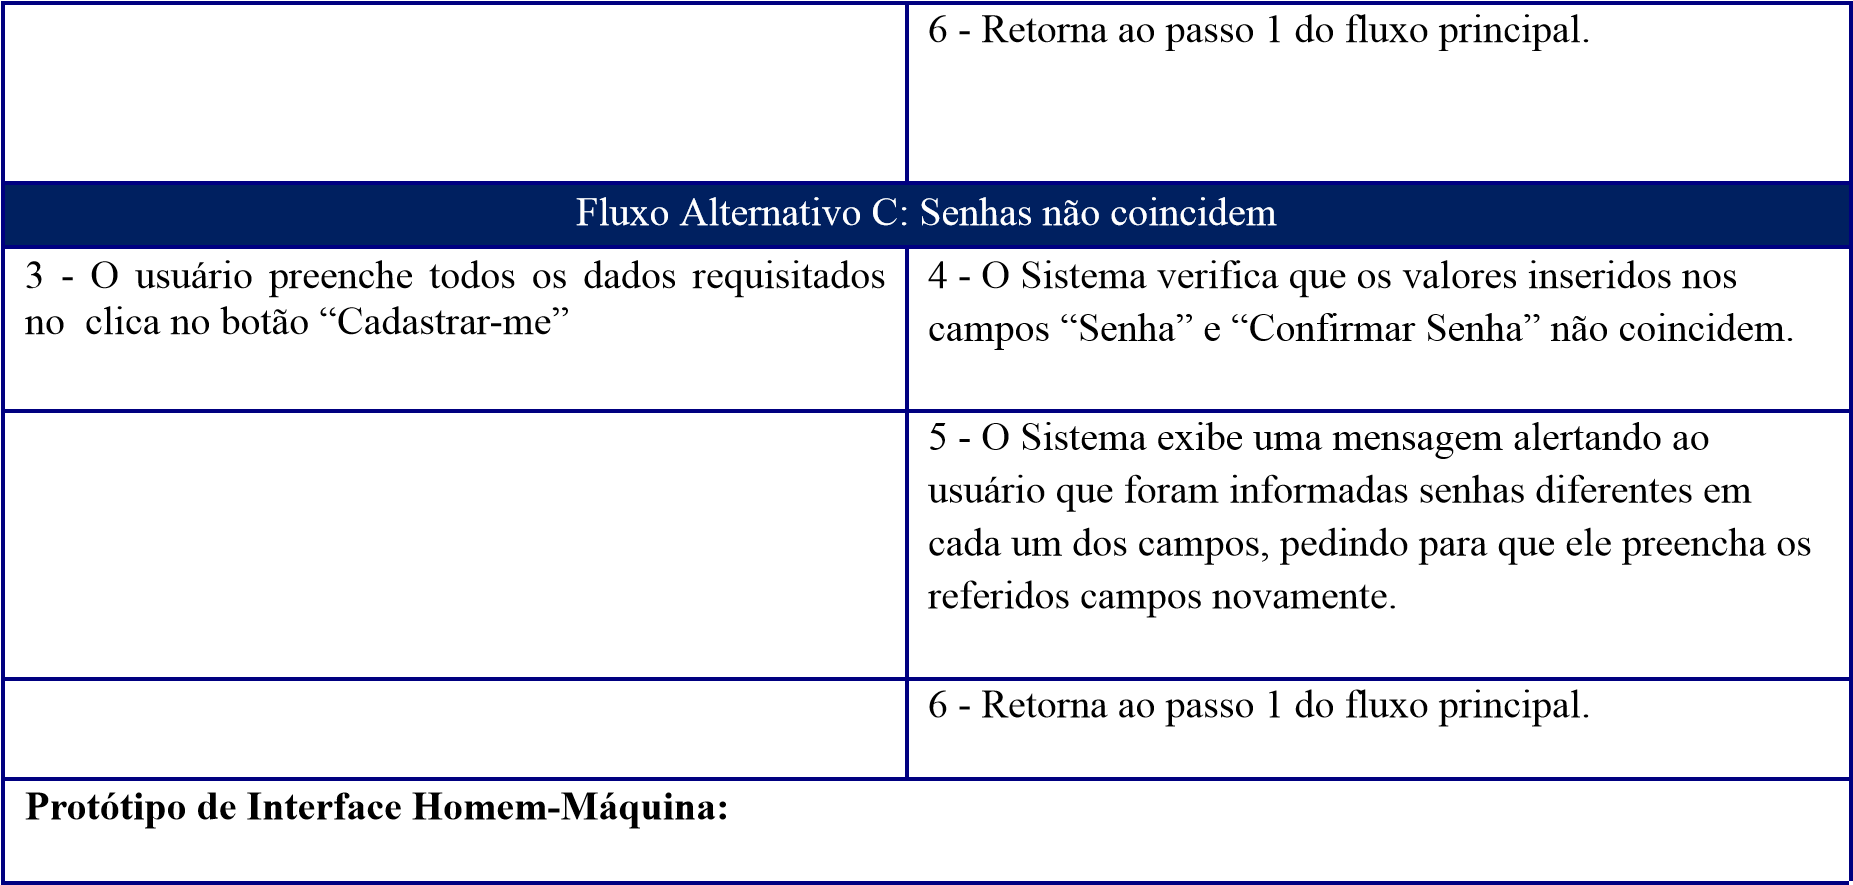 6 - Retorna ao passo 1 do fluxo principal.
Fluxo Alternativo C: Senhas não coincidem
3 - O usuário preenche todos os dados requisitados
no  clica no botão “Cadastrar-me”
4 - O Sistema verifica que os valores inseridos nos
campos “Senha” e “Confirmar Senha” não coincidem.
5 - O Sistema exibe uma mensagem alertando ao
usuário que foram informadas senhas diferentes em
cada um dos campos, pedindo para que ele preencha os
referidos campos novamente.
6 - Retorna ao passo 1 do fluxo principal.
Protótipo de Interface Homem-Máquina: